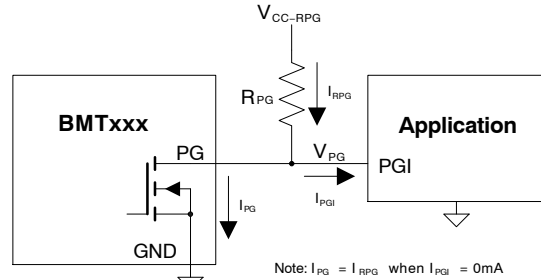 VCC-RPG
RPG
IRPG
BMTxxx
Application
PG
VPG
PGI
IPG
IPGI
GND
Note: IPG = IRPG when IPGI = 0mA